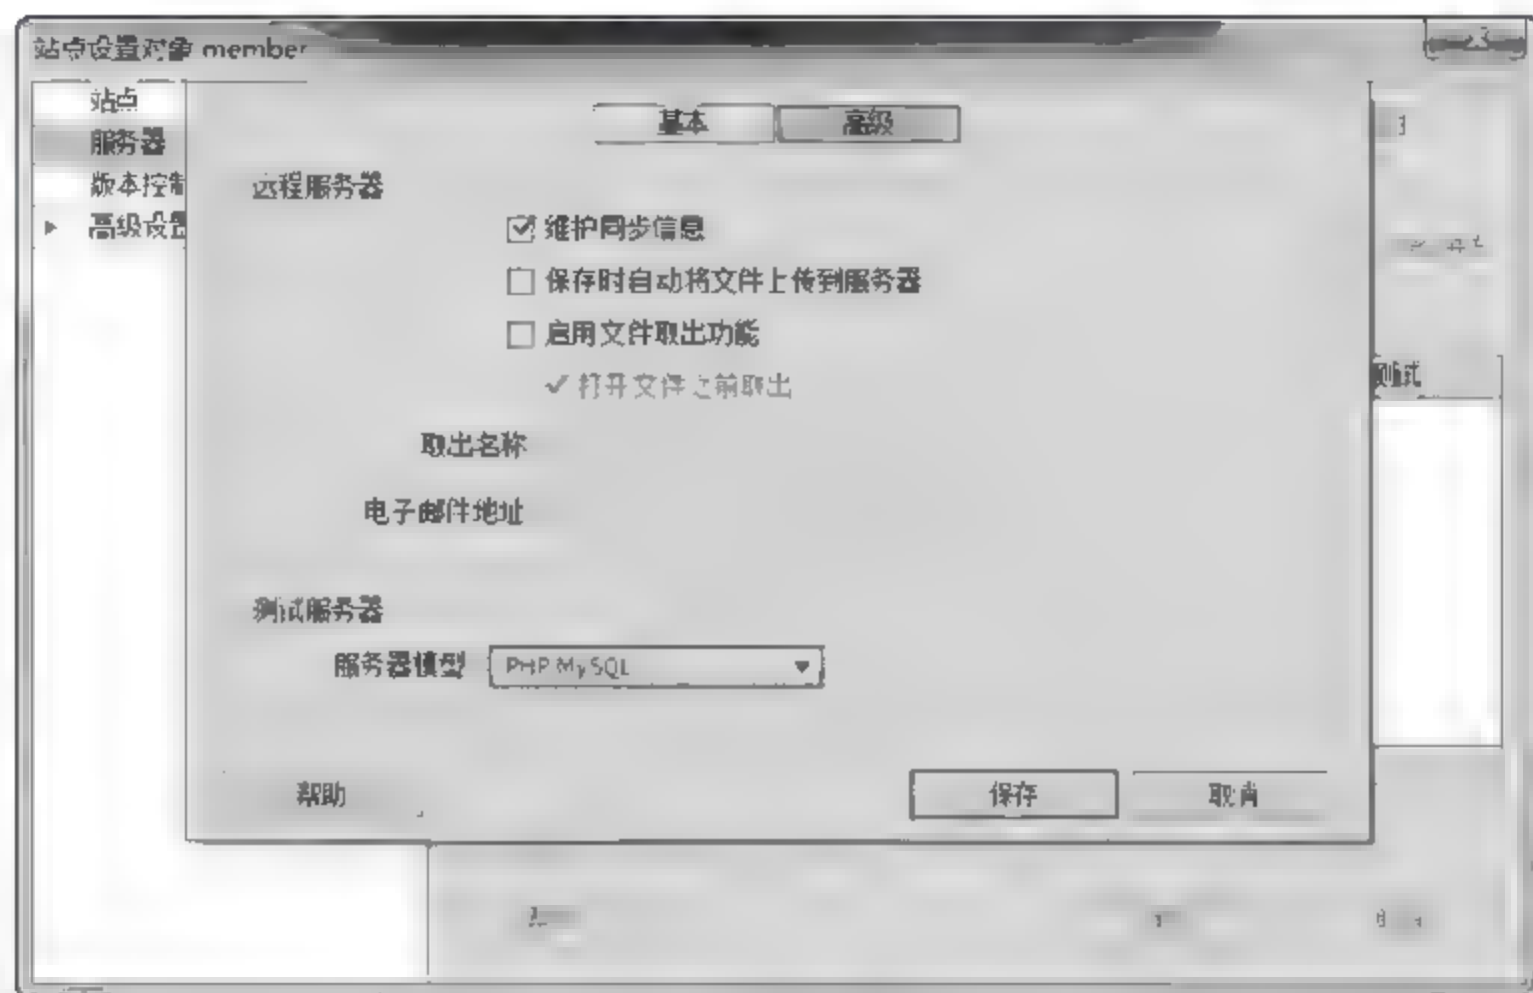 站点设置对象 member
站点
服务器
版本控制
高级设置
基本
高级
远程服务器
维护同步信息
保存时自动将文件上传到服务器
启用文件取出功能
打开文件之前取出
取出名称
电子邮件地址
测试服务器
服务器模型
PHP MySQL
测试
帮助
保存
取消